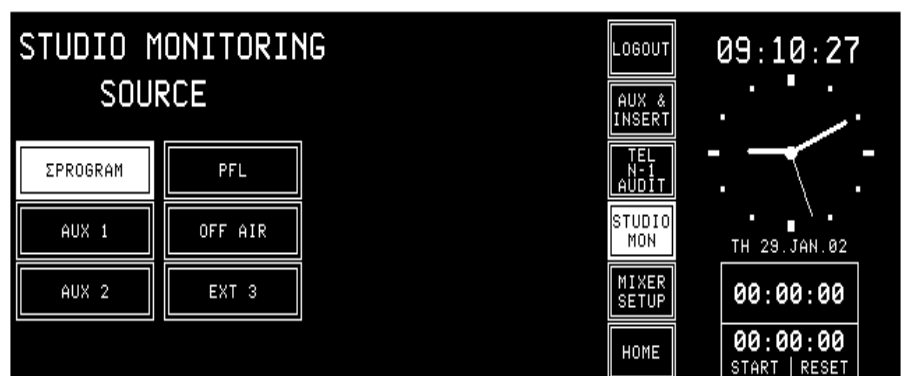 STUDIO MONITORING
SOURCE
ΣPROGRAM
PFL
AUX 1
OFF AIR
AUX 2
EXT 3
LOGOUT
AUX &
INSERT
TEL
N-1
AUDIT
STUDIO
MON
MIXER
SETUP
HOME
09:10:27
TH 29.JAN.02
00:00:00
00:00:00
START | RESET